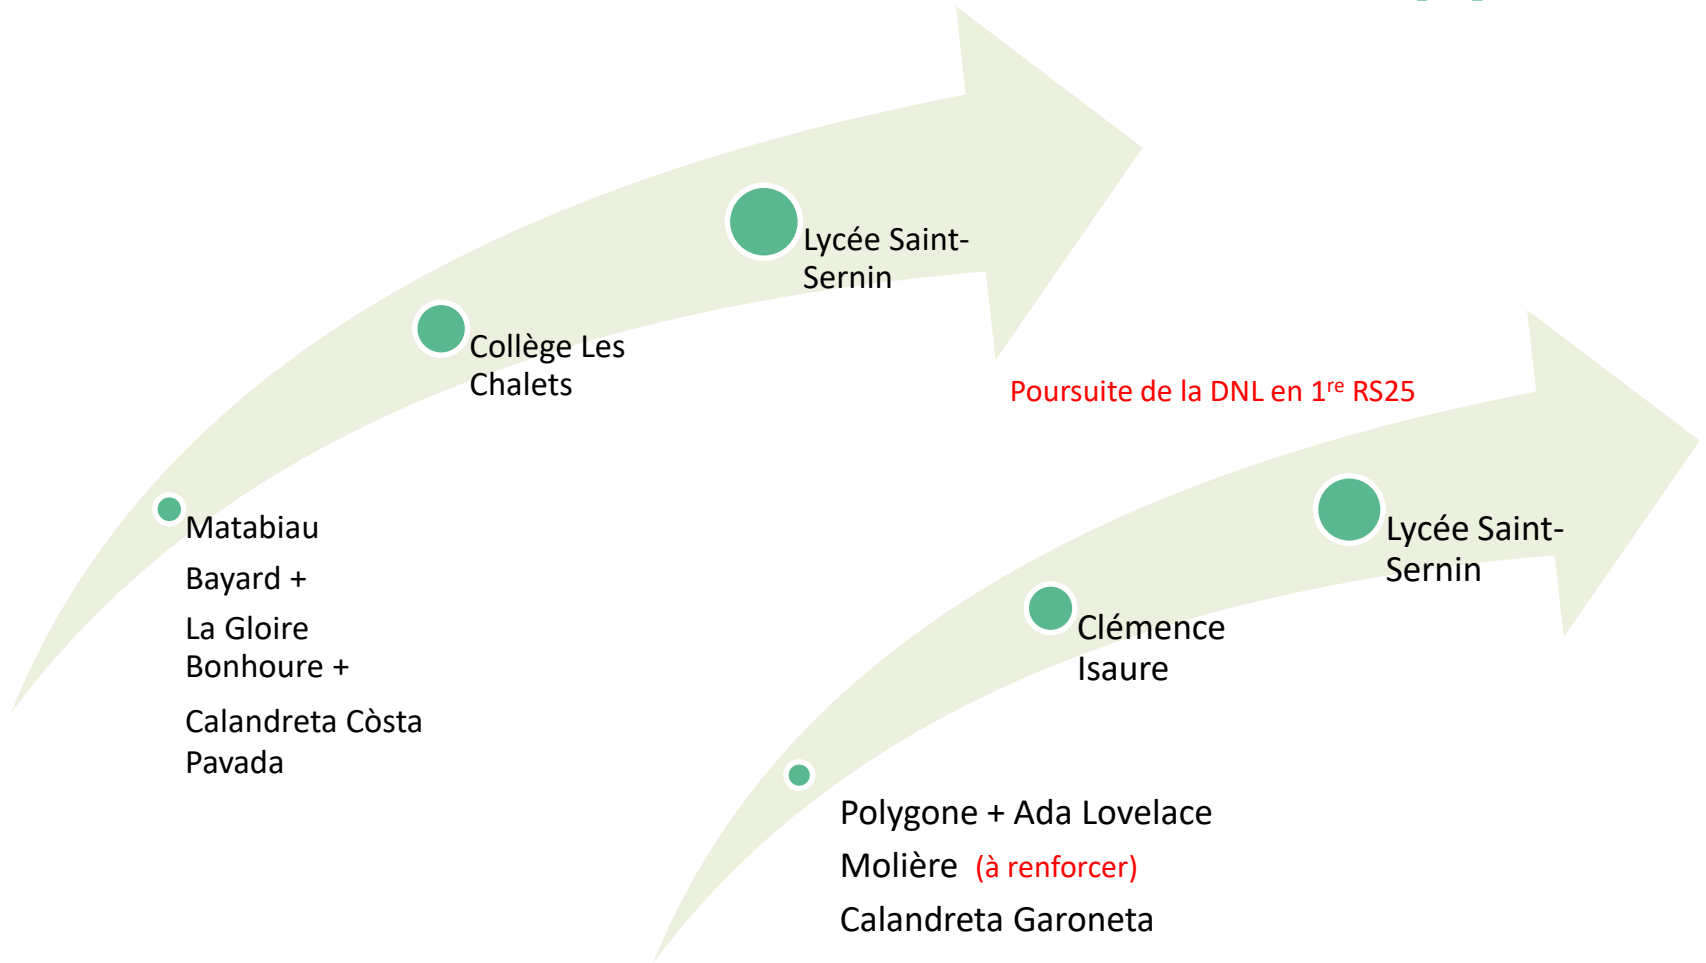 Lycée Saint-
Sernin
Collège Les
Chalets
Matabiau
Bayard +
La Gloire
Bonhoure +
Calandreta Còsta
Pavada
Poursuite de la DNL en 1re RS25
Lycée Saint-
Sernin
Clémence
Isaure
Polygone + Ada Lovelace
Molière (à renforcer)
Calandreta Garoneta